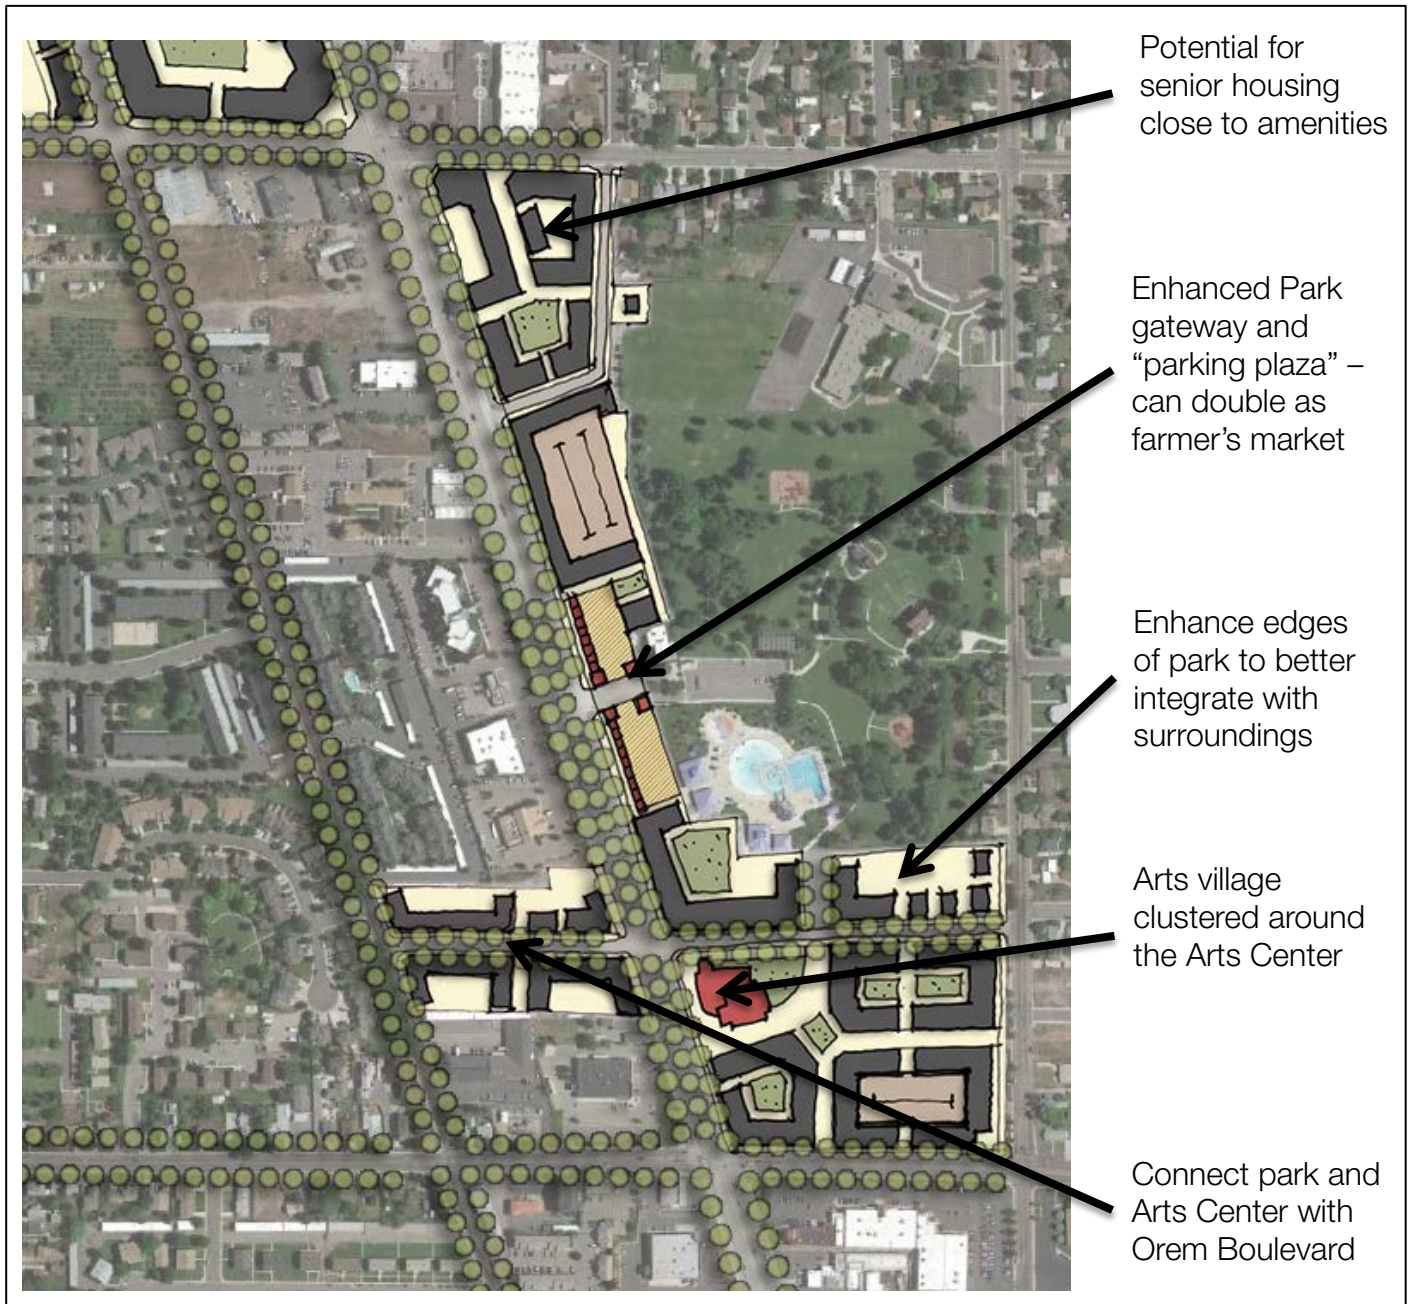 Potential for
senior housing
close to amenities
Enhanced Park
gateway and
“parking plaza” –
can double as
farmer’s market
Enhance edges
of park to better
integrate with
surroundings
Arts village
clustered around
the Arts Center
Connect park and
Arts Center with
Orem Boulevard